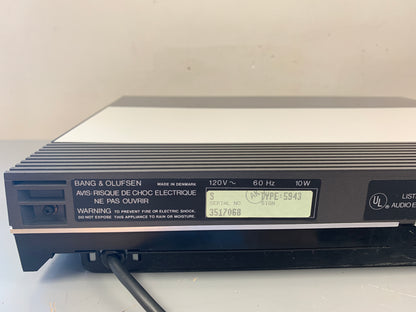 BANG & OLUFSEN MADE IN DENMARK
AVIS: RISQUE DE CHOC ELECTRIQUE
NE PAS OUVRIR
WARNING: TO PREVENT FIRE OR ELECTRIC SHOCK,
DO NOT EXPOSE THIS APPLIANCE TO RAIN OR MOISTURE.
120V ~ 60 Hz 10W
S TYPE: 5943
SERIAL NO. SIGN
3517068
UL ® LIST
AUDIO E